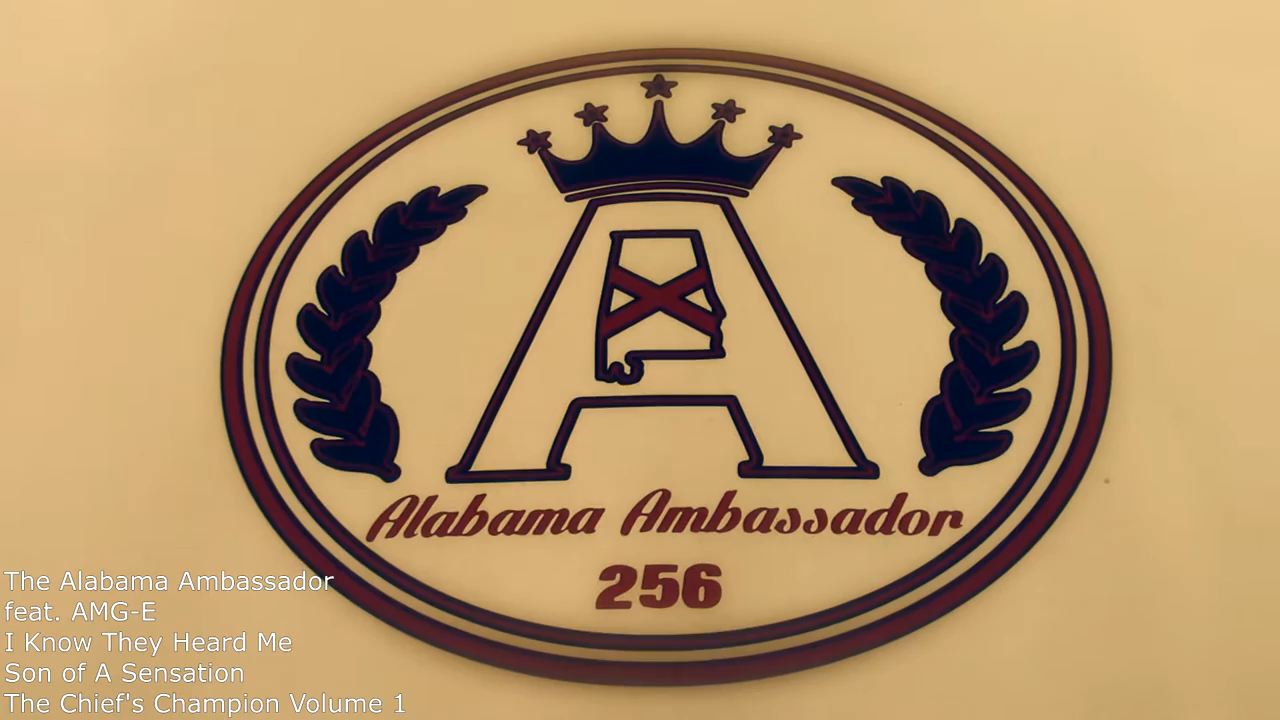 Alabama Ambassador
256
The Alabama Ambassador
feat. AMG-E
I Know They Heard Me
Son of A Sensation
The Chief's Champion Volume 1